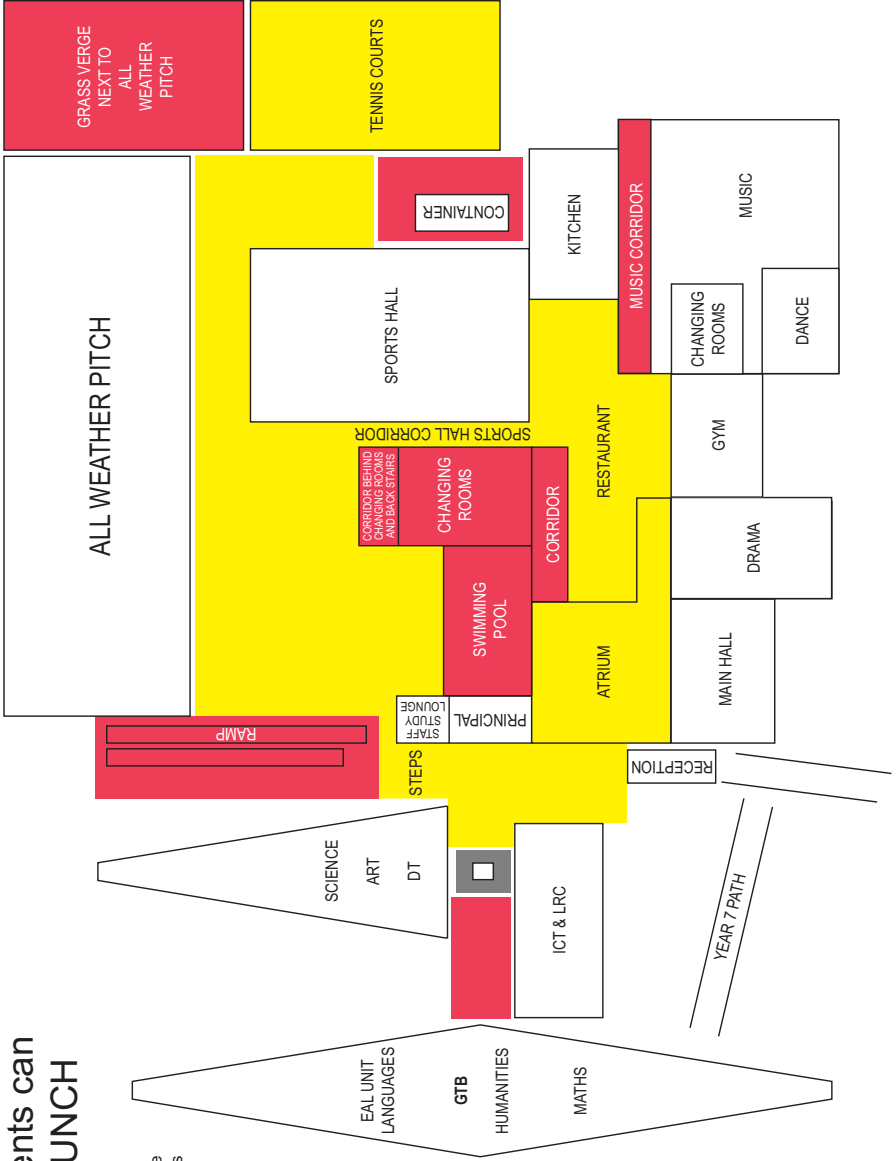 ents can
UNCH
e
s
GRASS VERGE
NEXT TO
ALL
WEATHER
PITCH
TENNIS COURTS
ALL WEATHER PITCH
CONTAINER
KITCHEN
MUSIC CORRIDOR
MUSIC
SPORTS HALL
CHANGING
ROOMS
DANCE
SPORTS HALL CORRIDOR
RESTAURANT
GYM
CORRIDOR BEHIND
CHANGING ROOMS
AND BACK STAIRS
CHANGING
ROOMS
CORRIDOR
DRAMA
SWIMMING
POOL
ATRIUM
MAIN HALL
STAFF
STUDY
LOUNGE
PRINCIPAL
RAMP
STEPS
RECEPTION
SCIENCE
ART
DT
ICT & LRC
YEAR 7 PATH
EAL UNIT
LANGUAGES
GTB
HUMANITIES
MATHS